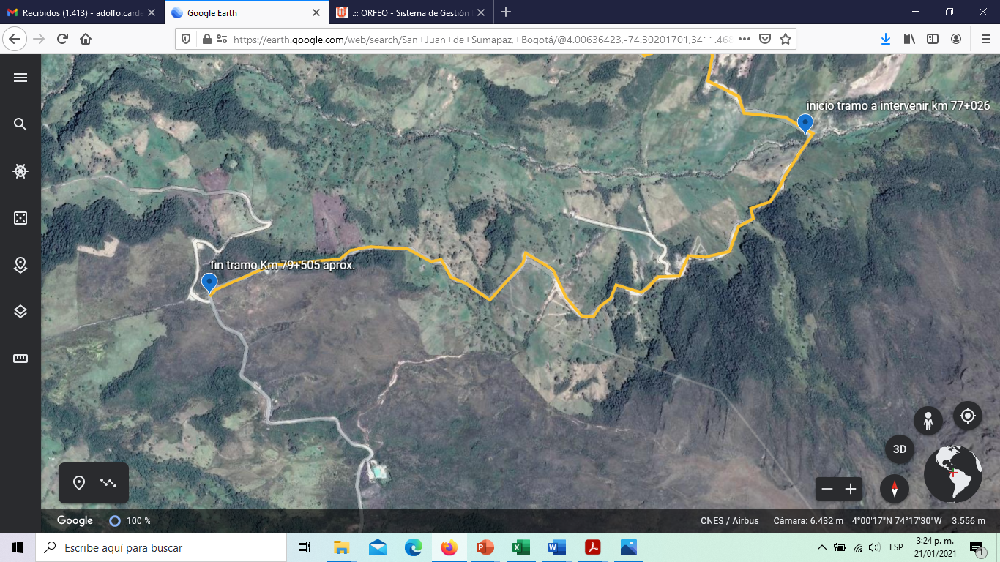 Recibidos (1.413) - adolfo.carde
Google Earth
.:: ORFEO - Sistema de Gestión
https://earth.google.com/web/search/San+Juan+de+Sumapaz,+Bogotá/@4.00636423,-74.30201701,3411.468
inicio tramo a intervenir km 77+026
fin tramo Km 79+505 aprox.
3D
Google
100 %
CNES / Airbus
Cámara: 6.432 m
4°00'17"N 74°17'30"W
3.556 m
Escribe aquí para buscar
ESP
3:24 p. m.
21/01/2021
1